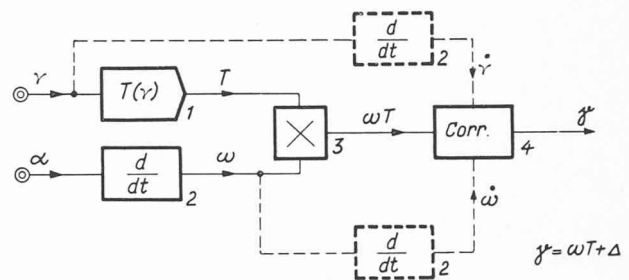 d/dt
2
ν̇
ν
T(ν)
1
T
×
3
ωT
Corr.
4
γ
α
d/dt
2
ω
ω̇
d/dt
2
γ = ωT + Δ